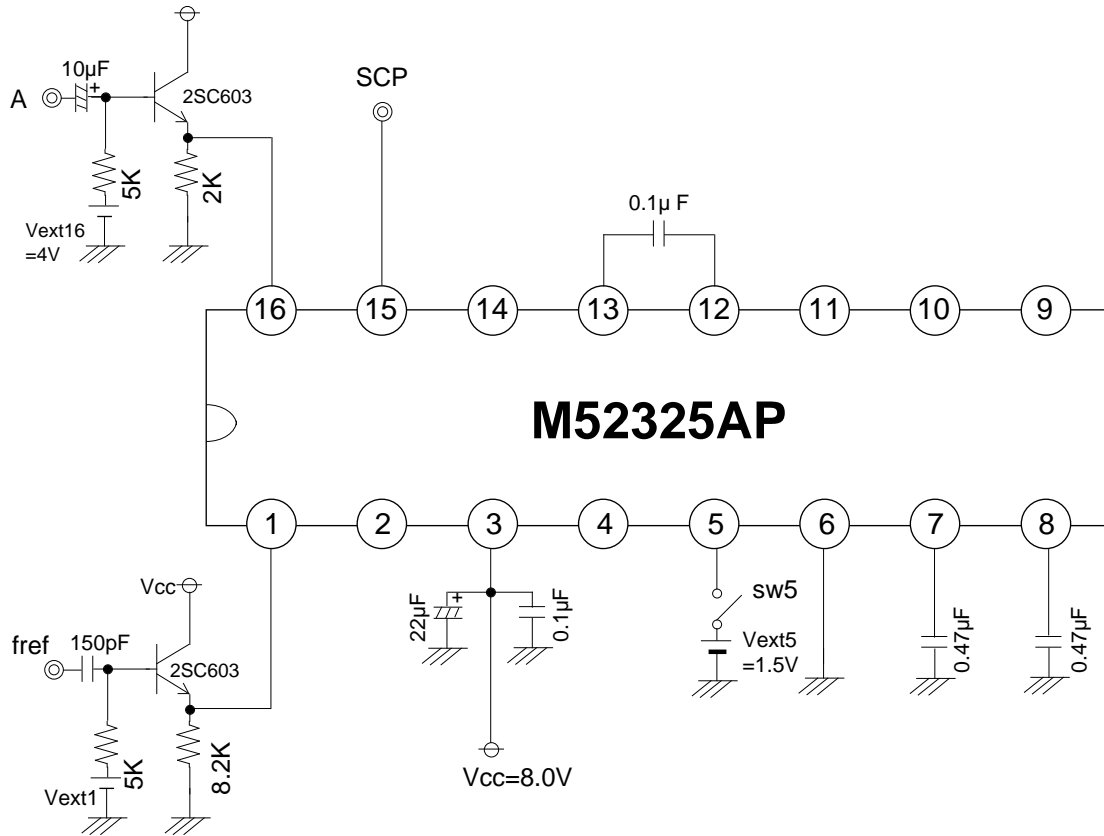 10µF
+
A
2SC603
5K
2K
Vext16
=4V
SCP
0.1µ F
16
15
14
13
12
11
10
9
M52325AP
1
2
3
4
5
6
7
8
Vcc
fref
150pF
2SC603
5K
8.2K
Vext1
22µF
+
0.1µF
Vcc=8.0V
sw5
Vext5
=1.5V
0.47µF
0.47µF